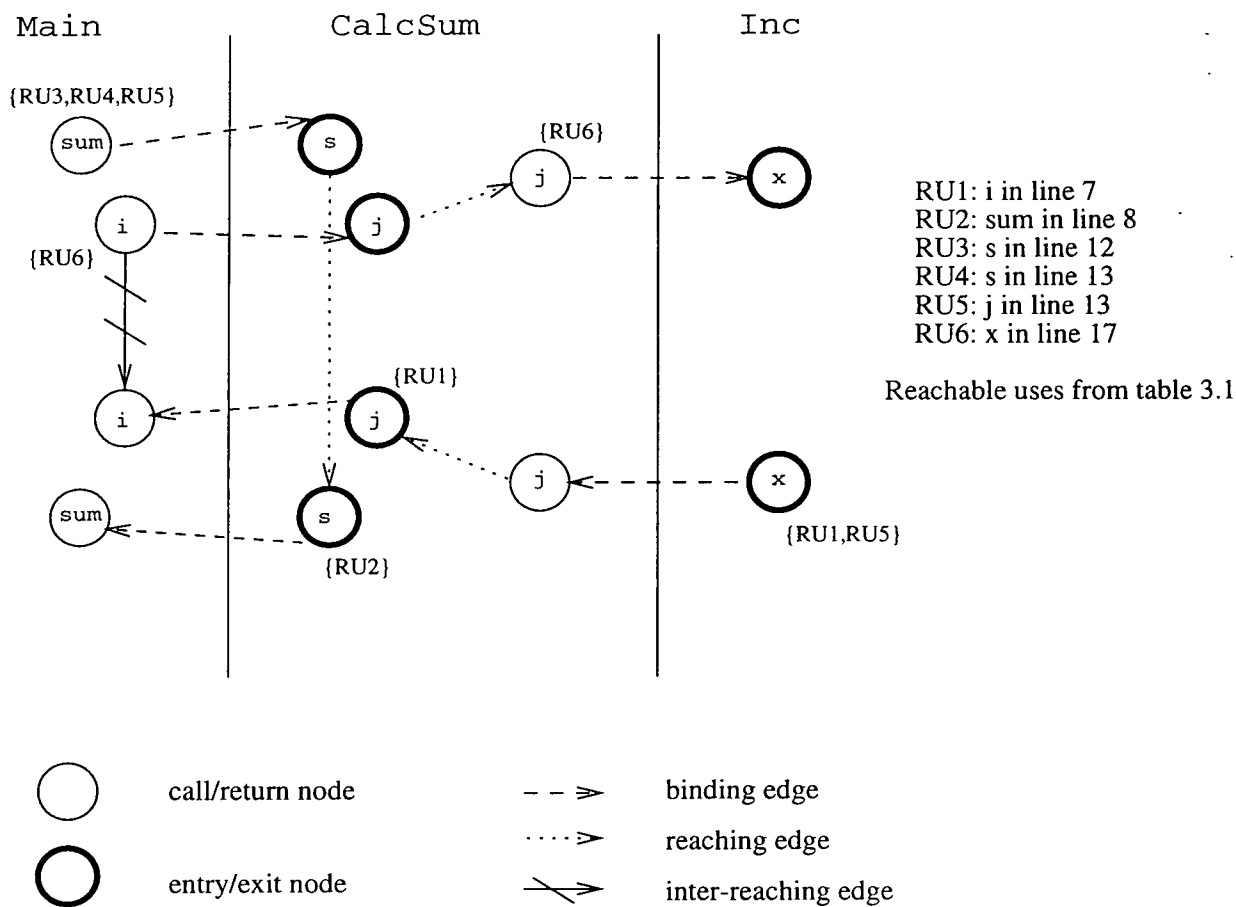 Main CalcSum Inc
{RU3,RU4,RU5}
sum
s
{RU6}
j
x
i
j
{RU6}
RU1: i in line 7
RU2: sum in line 8
RU3: s in line 12
RU4: s in line 13
RU5: j in line 13
RU6: x in line 17
Reachable uses from table 3.1
{RU1}
i
j
j
x
sum
s
{RU1,RU5}
{RU2}
call/return node
binding edge
reaching edge
entry/exit node
inter-reaching edge